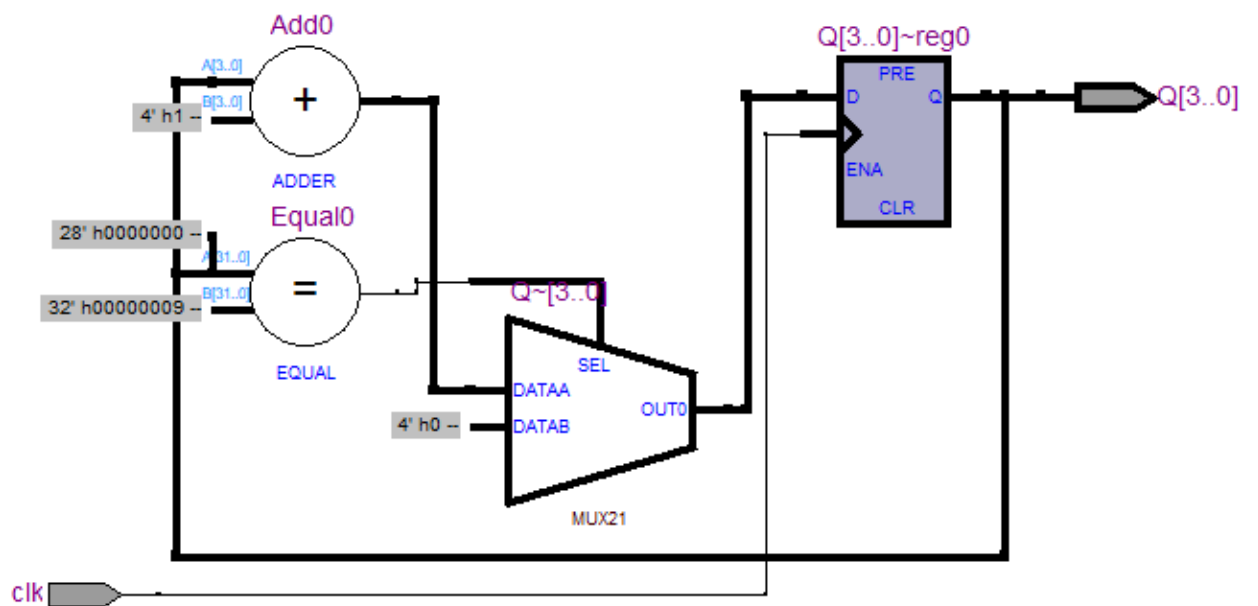 Add0
A[3..0]
B[3..0]
4' h1 --
+
ADDER
Equal0
28' h0000000 --
A[31..0]
B[31..0]
32' h00000009 --
=
EQUAL
Q~[3..0]
SEL
DATAA
DATAB
4' h0 --
OUT0
MUX21
Q[3..0]~reg0
PRE
D
Q
ENA
CLR
Q[3..0]
clk